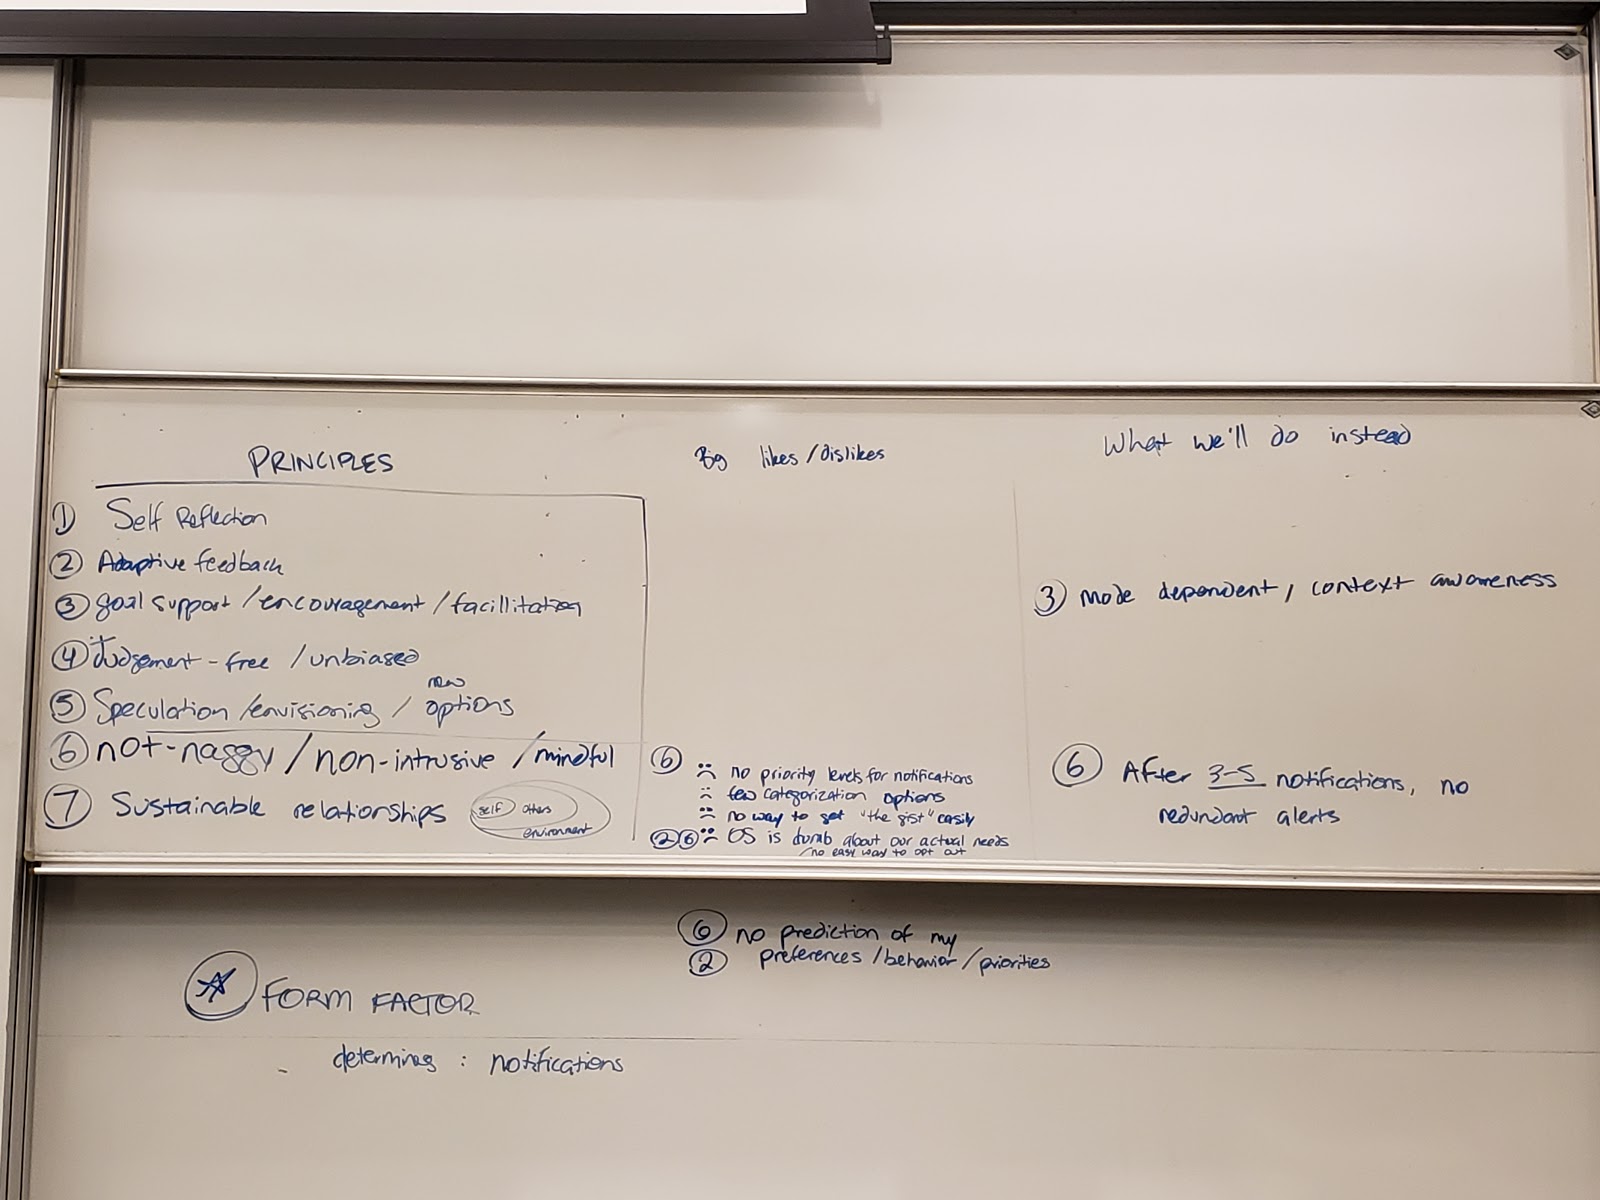 PRINCIPLES
① Self Reflection
② Adaptive feedback
③ goal support / encouragement / facillitation
④ Judgement-free / unbiased
new
⑤ Speculation / envisioning / options
⑥ not-naggy / non-intrusive / mindful
⑦ Sustainable relationships
self others
environment
Big likes / dislikes
⑥ no priority levels for notifications
few categorization options
no way to get "the gist" easily
② ⑥ OS is dumb about our actual needs
/no easy way to opt out
⑥ no prediction of my
② preferences / behavior / priorities
What we'll do instead
③ mode dependent, context awareness
⑥ After 3-5 notifications, no
redundant alerts
FORM FACTOR
determines : notifications